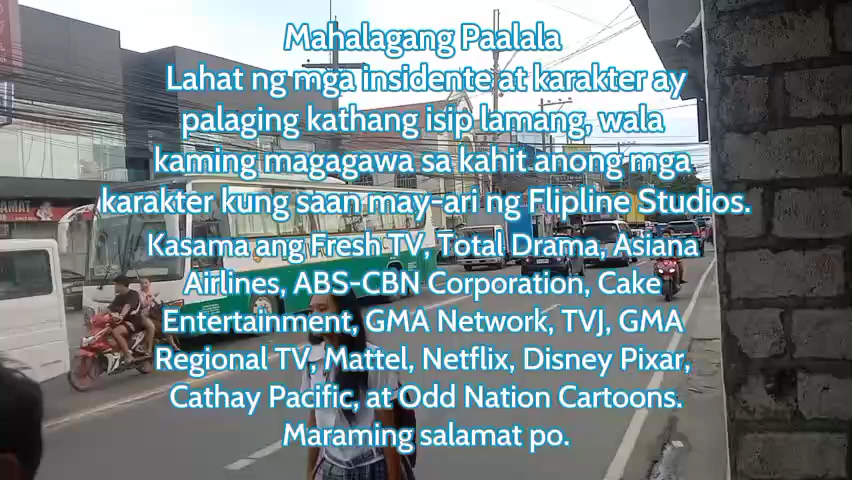 Mahalagang Paalala
Lahat ng mga insidente at karakter ay
palaging kathang isip lamang, wala
kaming magagawa sa kahit anong mga
karakter kung saan may-ari ng Flipline Studios.
Kasama ang Fresh TV, Total Drama, Asiana
Airlines, ABS-CBN Corporation, Cake
Entertainment, GMA Network, TVJ, GMA
Regional TV, Mattel, Netflix, Disney Pixar,
Cathay Pacific, at Odd Nation Cartoons.
Maraming salamat po.